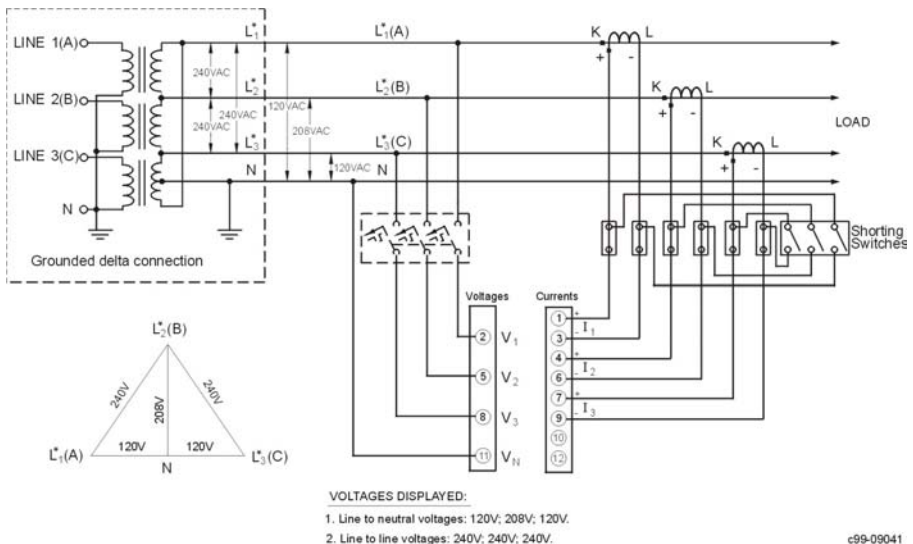 LINE 1(A)
LINE 2(B)
LINE 3(C)
N
Grounded delta connection
L*1
L*2
L*3
N
240VAC
240VAC
240VAC
120VAC
208VAC
120VAC
L*1(A)
L*2(B)
L*3(C)
N
K L
+ -
K L
+ -
K L
+ -
LOAD
Shorting
Switches
Voltages
2 V1
5 V2
8 V3
11 VN
Currents
1 +
I1
3 -
4 +
I2
6 -
7 +
I3
9 -
10
12
L*2(B)
240V
208V
240V
120V
120V
L*1(A)
N
L*3(C)
VOLTAGES DISPLAYED:
1. Line to neutral voltages: 120V; 208V; 120V.
2. Line to line voltages: 240V; 240V; 240V.
c99-09041